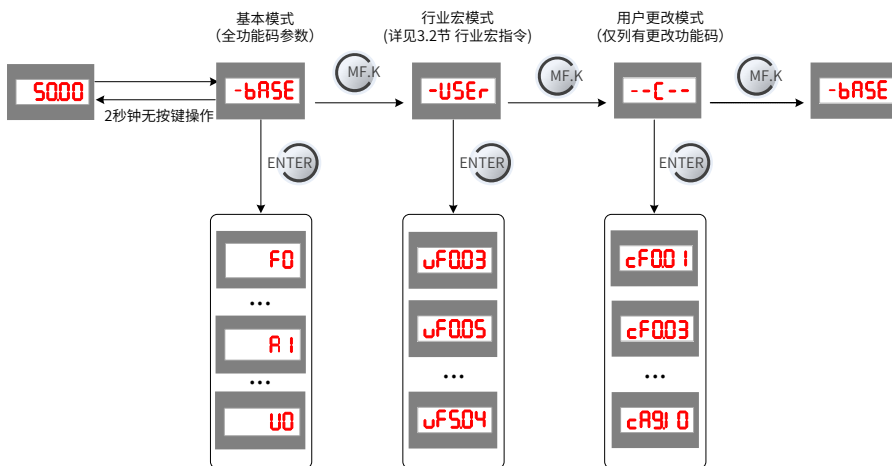 基本模式
（全功能码参数）
行业宏模式
(详见3.2节 行业宏指令)
用户更改模式
（仅列有更改功能码）
50.00
-bASE
MF.K
-USEr
MF.K
--C--
MF.K
-bASE
2秒钟无按键操作
ENTER
ENTER
ENTER
F0
...
A1
...
U0
uF0.03
uF0.05
...
uF5.04
cF0.01
cF0.03
...
cA9.10